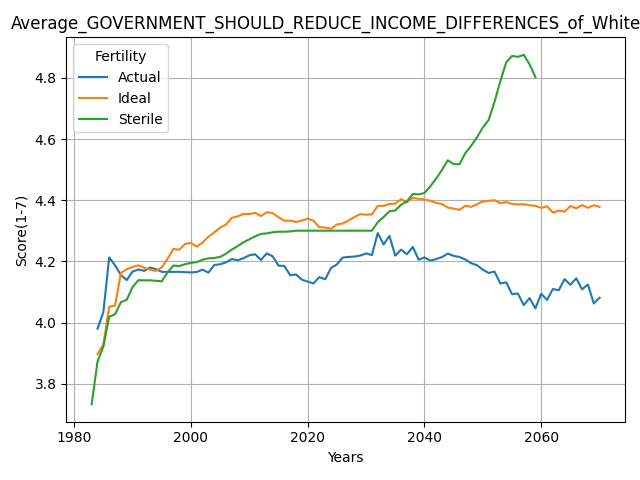 Average_GOVERNMENT_SHOULD_REDUCE_INCOME_DIFFERENCES_of_White
Fertility
Actual
Ideal
Sterile
Score(1-7)
4.8
4.6
4.4
4.2
4.0
3.8
1980 2000 2020 2040 2060
Years